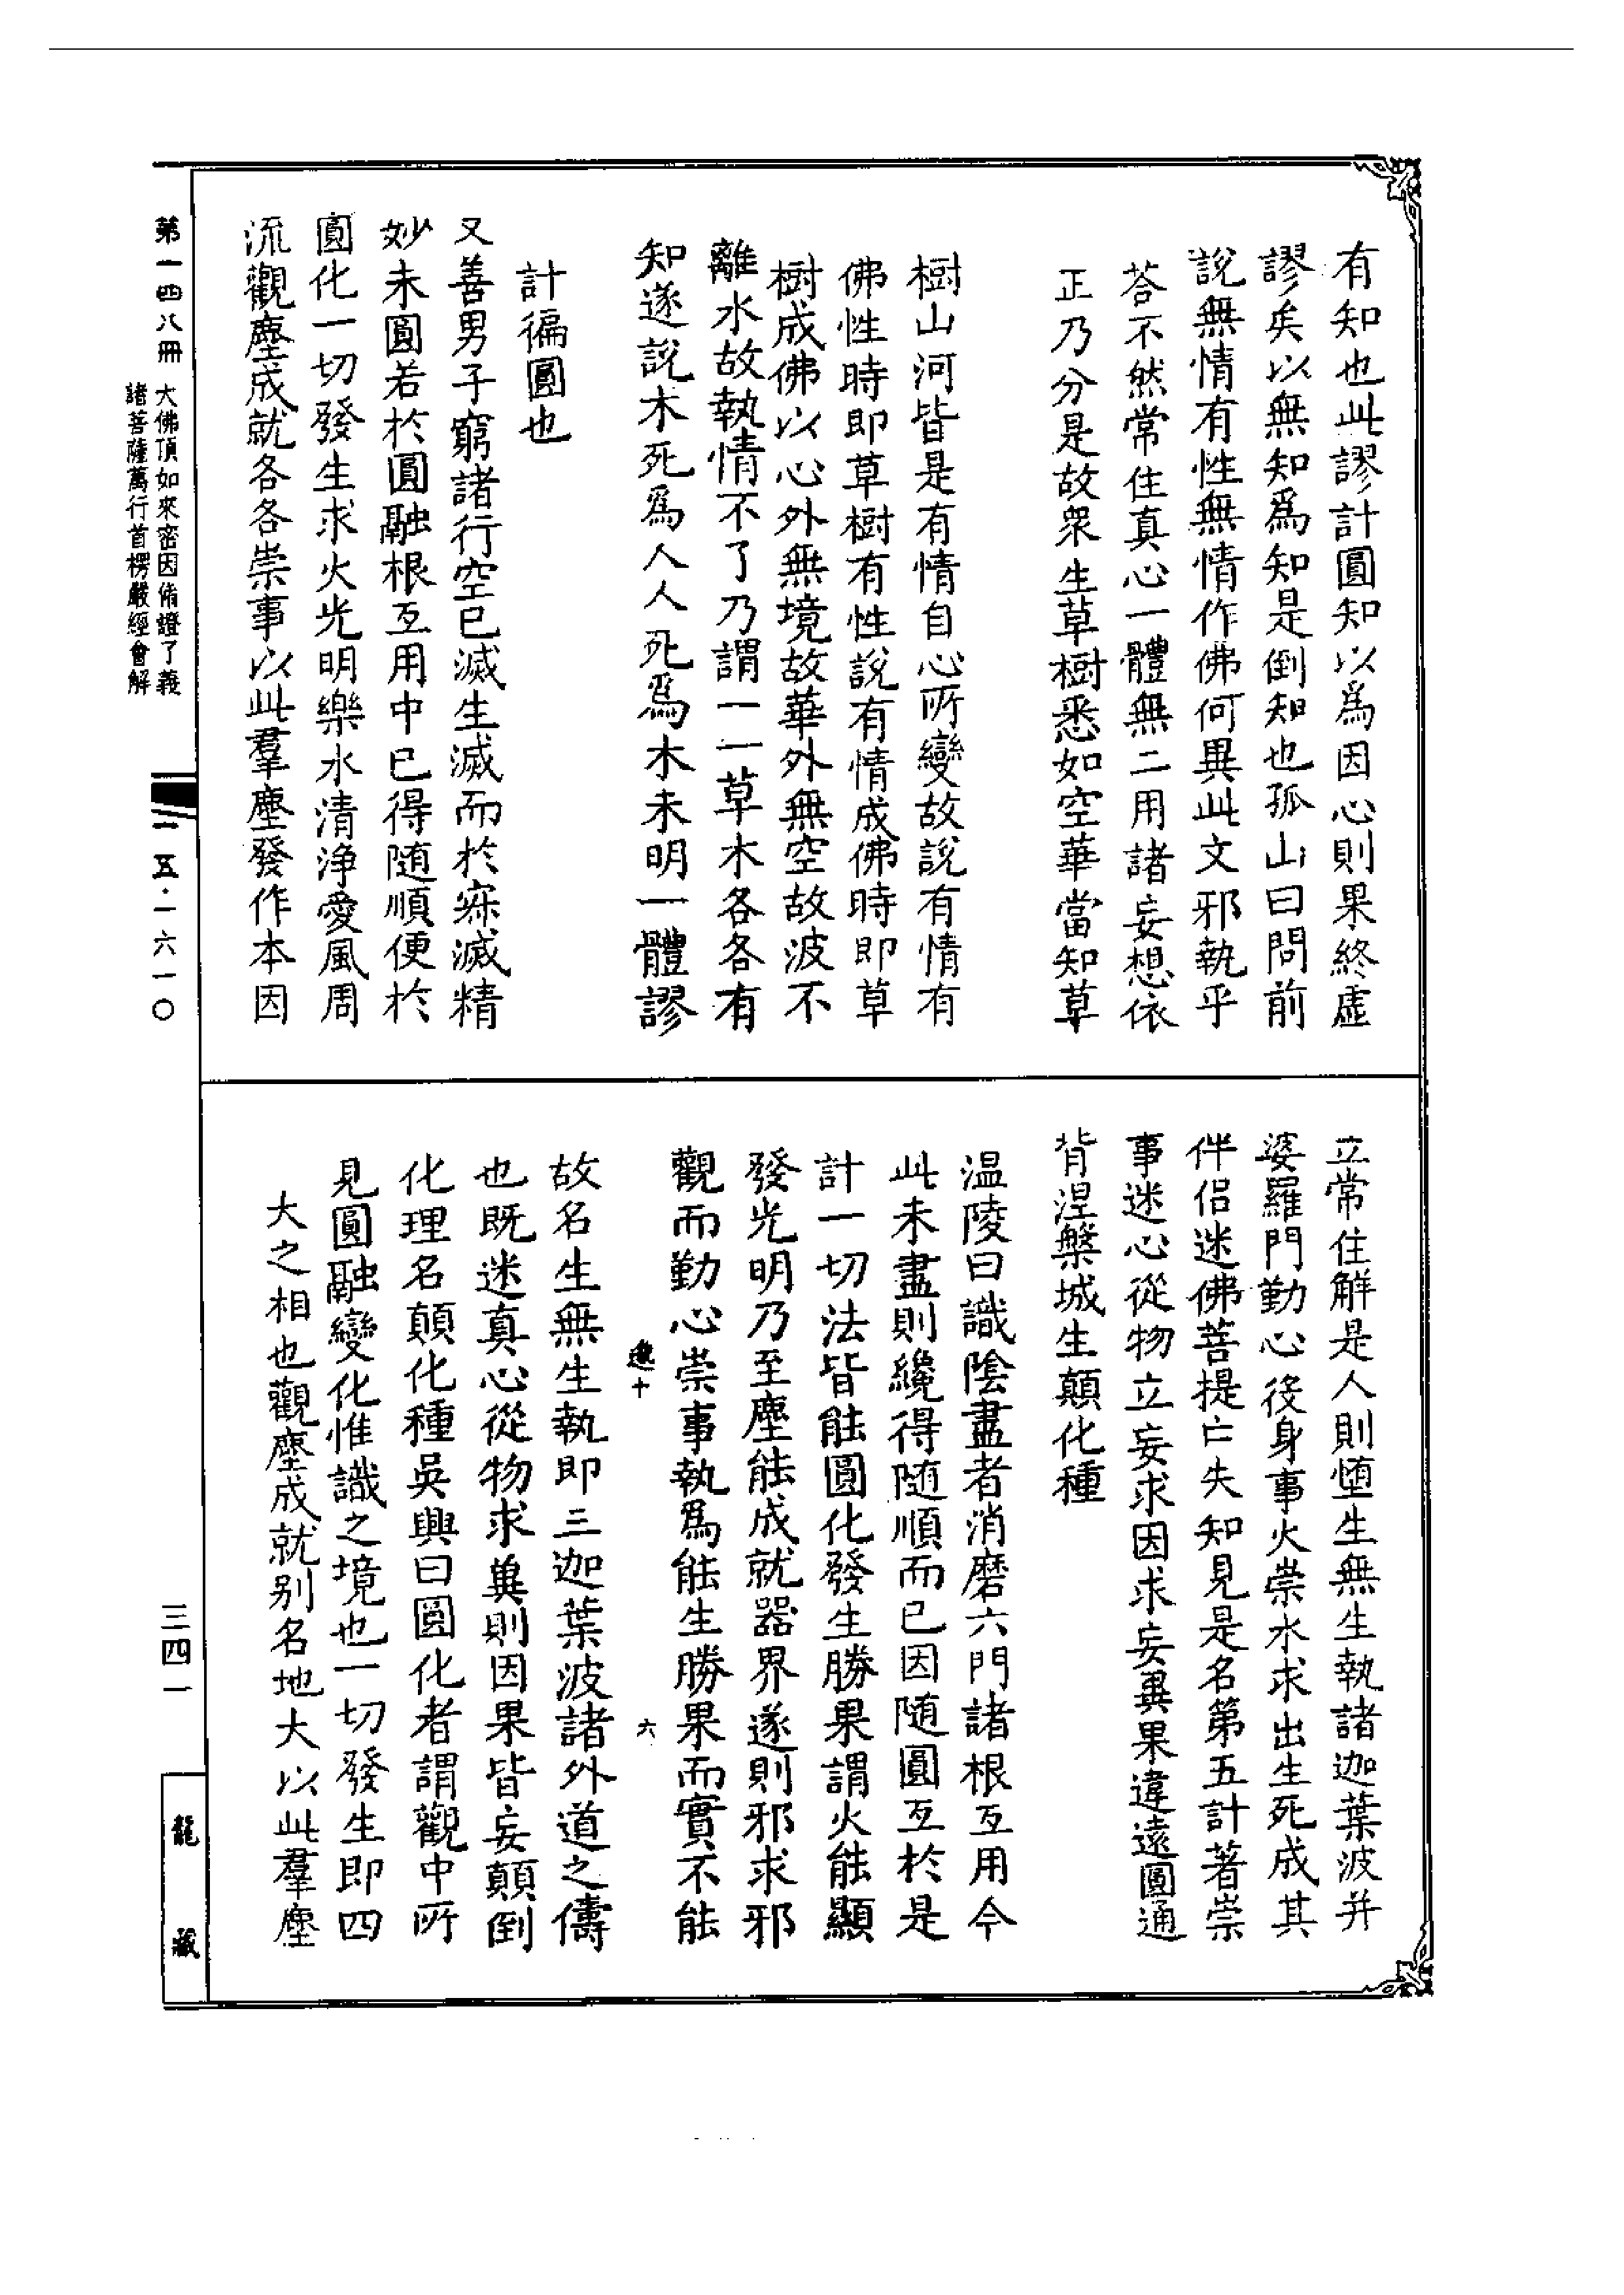 有知也此謬計圓知以爲因心則果終虛
謬矣以無知爲知是倒知也孤山曰問前
說無情有性無情作佛何異此文邪執乎
荅不然常住真心一體無二用諸妄想依
正乃分是故衆生草樹悉如空華當知草
樹山河皆是有情自心所變故說有情有
佛性時即草樹有性說有情成佛時即草
樹成佛以心外無境故華外無空故波不
離水故執情不了乃謂一一草木各各有
知遂說木死爲人人死爲木未明一體謬
計徧圓也
又善男子窮諸行空已滅生滅而於寂滅精
妙未圓若於圓融根互用中已得随順便於
圓化一切發生求火光明樂水清淨愛風周
流觀塵成就各各崇事以此羣塵發作本因
立常住解是人則墮生無生執諸迦葉波并
婆羅門勤心役身事火崇水求出生死成其
伴侶迷佛菩提亡失知見是名第五計著崇
事迷心從物立妄求因求妄冀果違遠圓通
背涅槃城生顛化種
温陵曰識陰盡者消磨六門諸根互用今
此未盡則纔得随順而已因随圓互於是
計一切法皆能圓化發生勝果謂火能顯
發光明乃至塵能成就器界遂則邪求邪
觀而勤心崇事執爲能生勝果而實不能
六
故名生無生執即三迦葉波諸外道之儔
也既迷真心從物求冀則因果皆妄顛倒
化理名顛化種吳興曰圓化者謂觀中所
見圓融變化惟識之境也一切發生即四
大之相也觀塵成就别名地大以此羣塵
第一四八冊
大佛頂如來密因脩證了義
諸菩薩萬行首楞嚴經會解
一五·一六一〇
三四一
龍藏